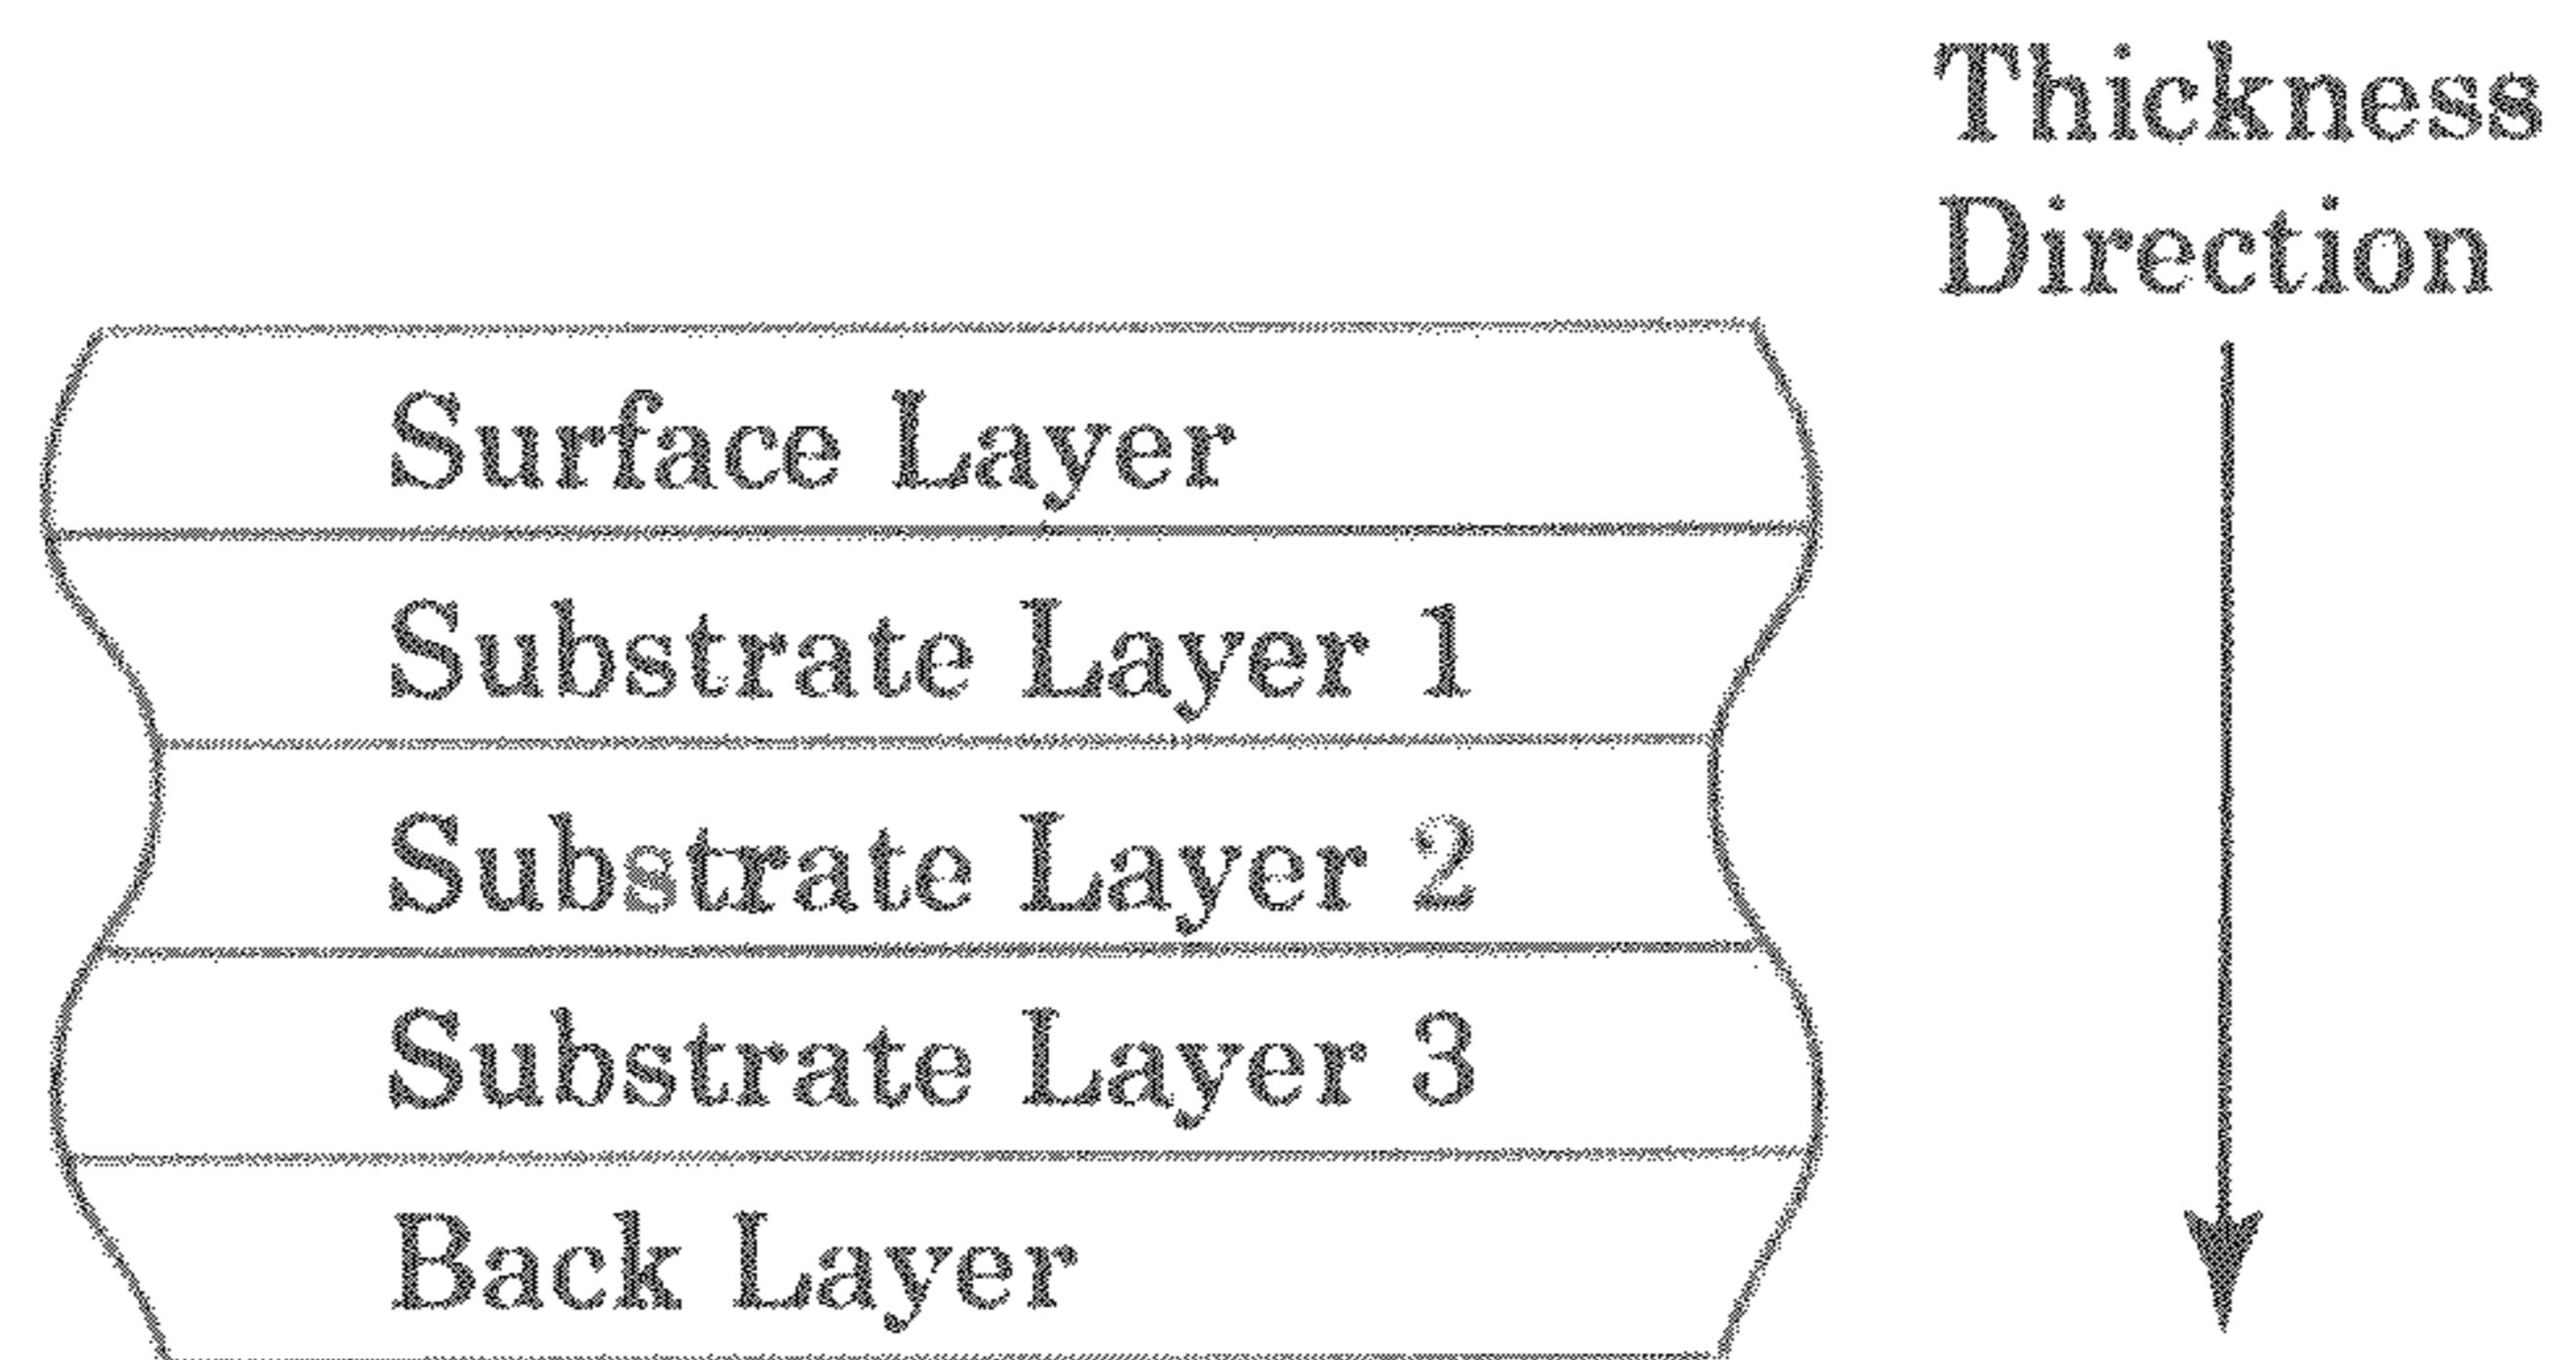 Thickness
Direction
Surface Layer
Substrate Layer 1
Substrate Layer 2
Substrate Layer 3
Back Layer